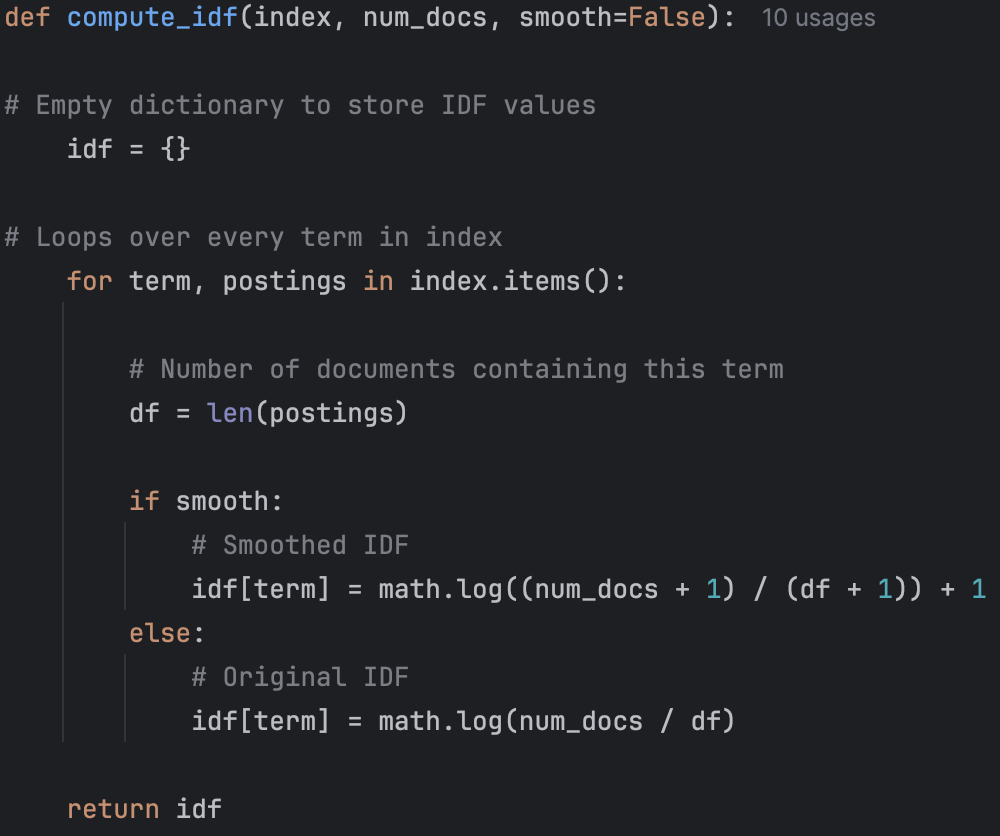 def compute_idf(index, num_docs, smooth=False): 10 usages
# Empty dictionary to store IDF values
    idf = {}
# Loops over every term in index
    for term, postings in index.items():
        # Number of documents containing this term
        df = len(postings)
        if smooth:
            # Smoothed IDF
            idf[term] = math.log((num_docs + 1) / (df + 1)) + 1
        else:
            # Original IDF
            idf[term] = math.log(num_docs / df)
    return idf